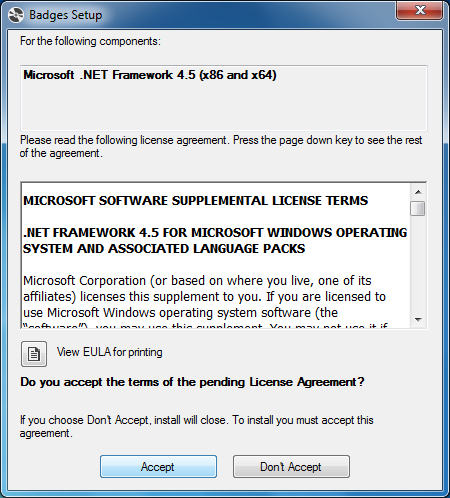 Badges Setup
For the following components:
Microsoft .NET Framework 4.5 (x86 and x64)
Please read the following license agreement. Press the page down key to see the rest
of the agreement.
MICROSOFT SOFTWARE SUPPLEMENTAL LICENSE TERMS
.NET FRAMEWORK 4.5 FOR MICROSOFT WINDOWS OPERATING
SYSTEM AND ASSOCIATED LANGUAGE PACKS
Microsoft Corporation (or based on where you live, one of its
affiliates) licenses this supplement to you. If you are licensed to
use Microsoft Windows operating system software (the
“software”), you may use this supplement. You may not use it if
View EULA for printing
Do you accept the terms of the pending License Agreement?
If you choose Don't Accept, install will close. To install you must accept this
agreement.
Accept
Don't Accept